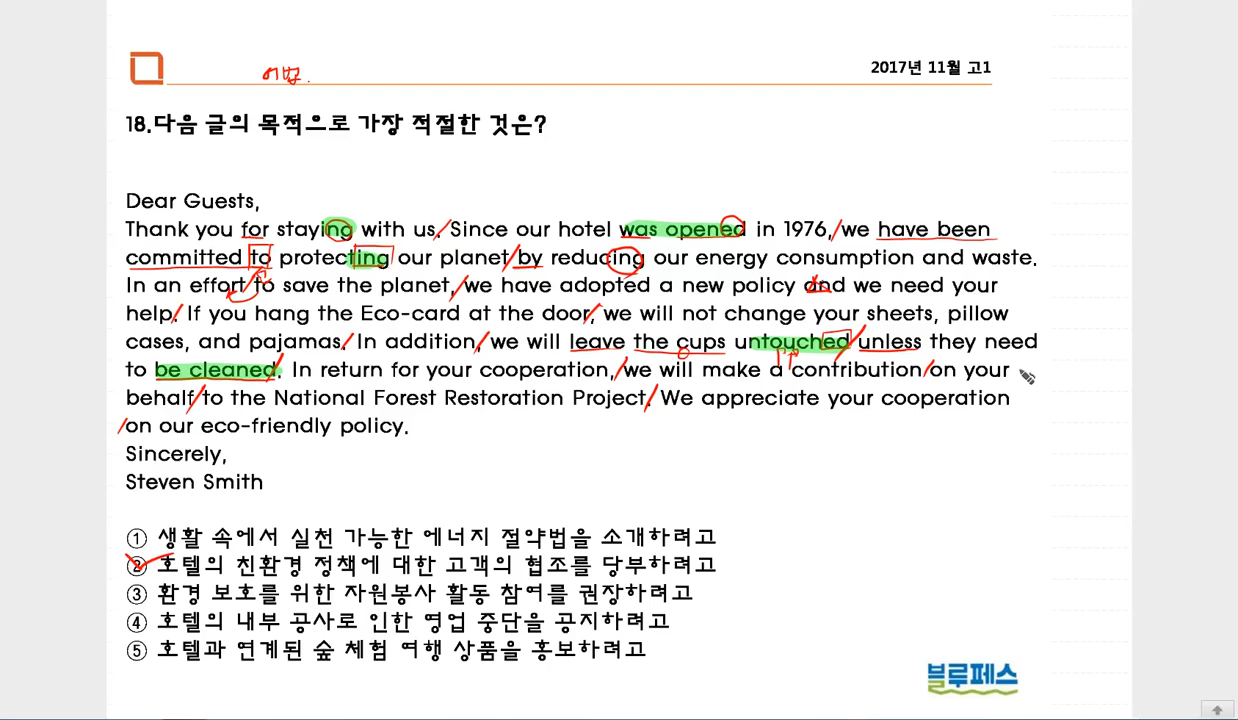 2017년 11월 고1
어법.
18.다음 글의 목적으로 가장 적절한 것은?
Dear Guests,
Thank you for staying with us. Since our hotel was opened in 1976, we have been
committed to protecting our planet by reducing our energy consumption and waste.
In an effort to save the planet, we have adopted a new policy and we need your
help. If you hang the Eco-card at the door, we will not change your sheets, pillow
cases, and pajamas. In addition, we will leave the cups untouched unless they need
to be cleaned. In return for your cooperation, we will make a contribution on your
behalf to the National Forest Restoration Project. We appreciate your cooperation
on our eco-friendly policy.
Sincerely,
Steven Smith
① 생활 속에서 실천 가능한 에너지 절약법을 소개하려고
② 호텔의 친환경 정책에 대한 고객의 협조를 당부하려고
③ 환경 보호를 위한 자원봉사 활동 참여를 권장하려고
④ 호텔의 내부 공사로 인한 영업 중단을 공지하려고
⑤ 호텔과 연계된 숲 체험 여행 상품을 홍보하려고
블루페스